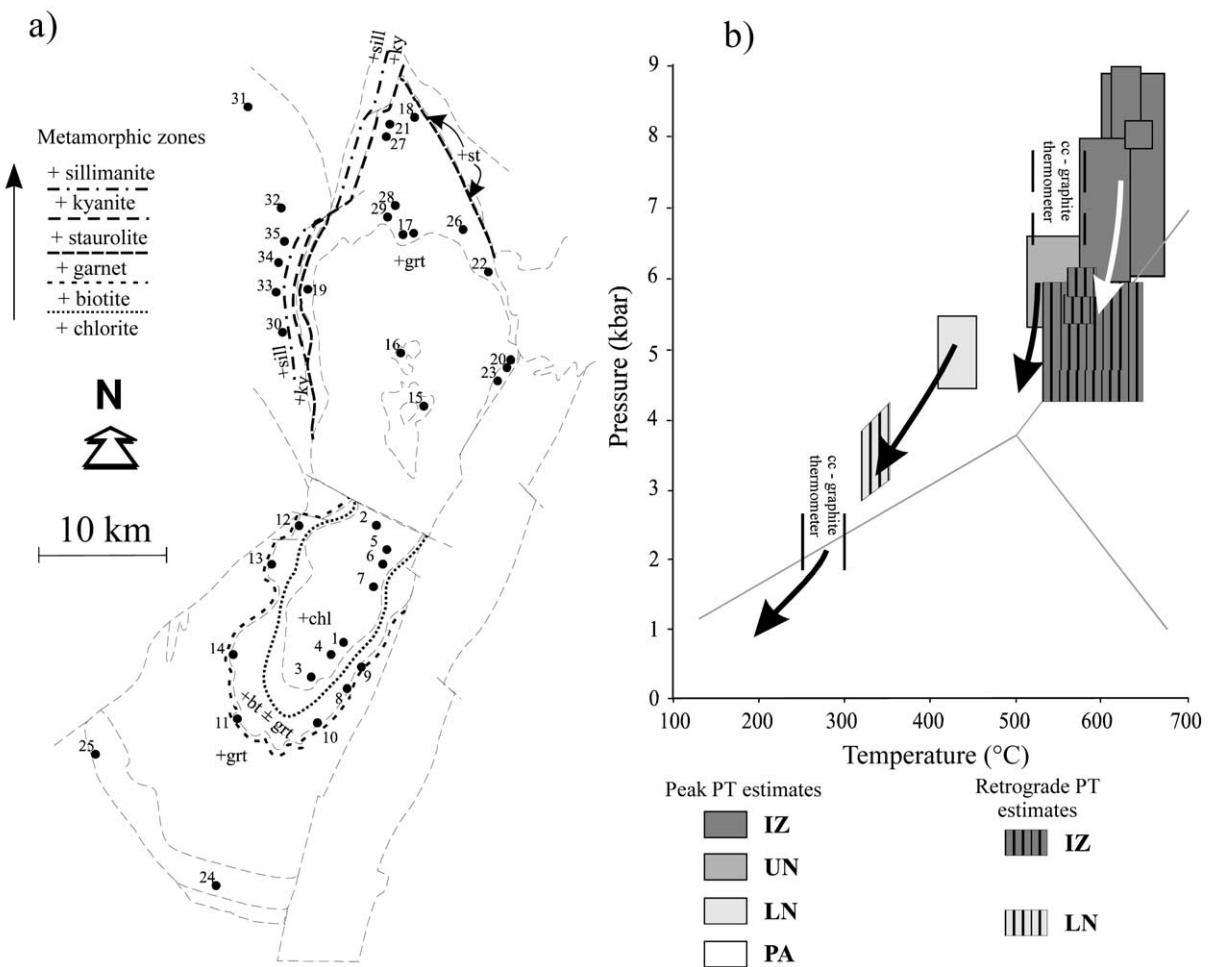 a)
+sill
+ky
31
18
21
27
Metamorphic zones
+ sillimanite
+ kyanite
+ staurolite
+ garnet
+ biotite
+ chlorite
+st
32
28
29
17
26
35
34
+grt
22
33
19
30
16
20
23
+sill
+ky
15
N
10 km
12
2
5
13
6
7
+chl
1
4
14
3
9
8
+bt ± grt
11
10
+grt
25
24
b)
9
8
7
6
5
4
3
2
1
0
Pressure (kbar)
cc - graphite
thermometer
cc - graphite
thermometer
100
200
300
400
500
600
700
Temperature (°C)
Peak PT estimates
IZ
UN
LN
PA
Retrograde PT
estimates
IZ
LN